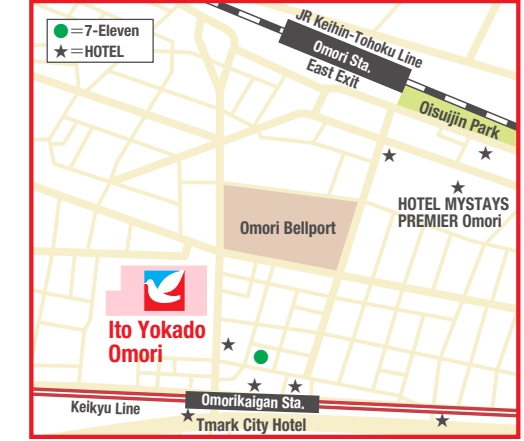 ●=7-Eleven
★=HOTEL
JR Keihin-Tohoku Line
Omori Sta.
East Exit
Oisuijin Park
HOTEL MYSTAYS
PREMIER Omori
Omori Bellport
Ito Yokado
Omori
Keikyu Line
Omorikaigan Sta.
Tmark City Hotel